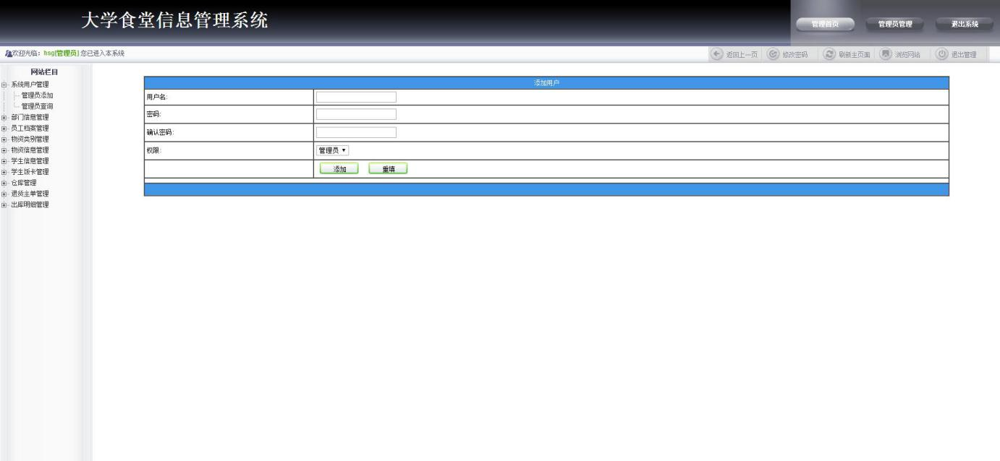 大学食堂信息管理系统
管理首页 管理员管理 退出系统
欢迎光临：hsg[管理员] 您已进入本系统 返回上一页 修改密码 刷新主页面 浏览网站 退出管理
网站栏目
系统用户管理
管理员添加
管理员查询
部门信息管理
员工档案管理
物资类别管理
物资信息管理
学生信息管理
学生饭卡管理
仓库管理
退货主单管理
出库明细管理
添加用户
用户名:
密码:
确认密码:
权限: 管理员
添加 重填